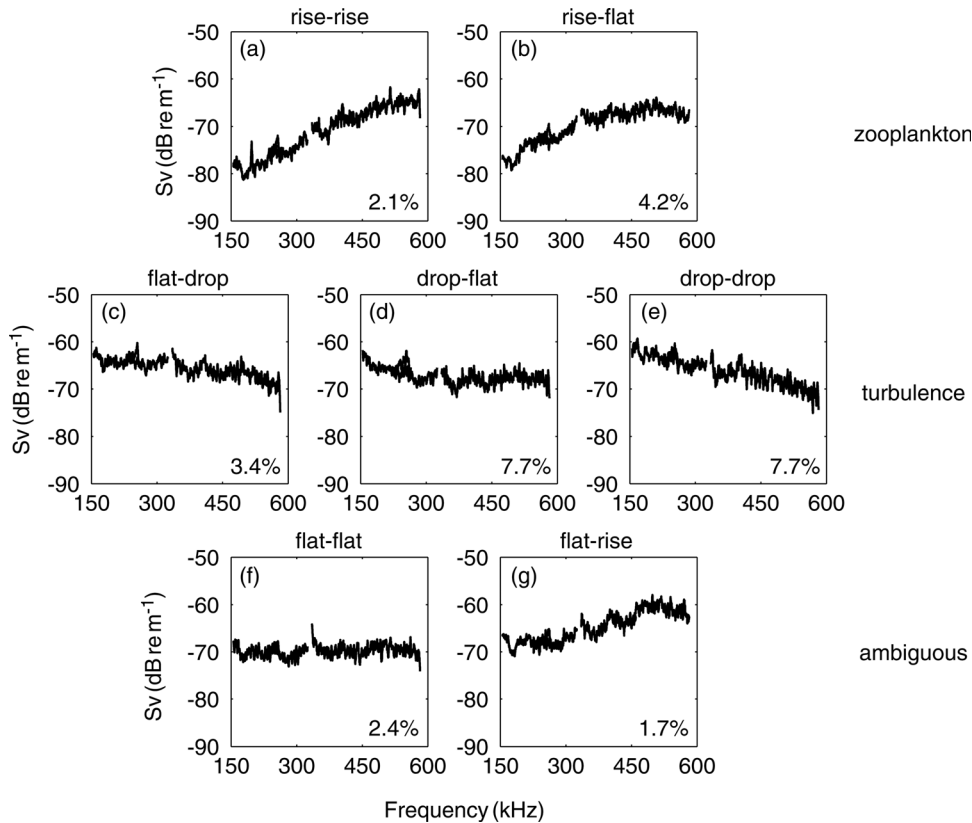 rise-rise
rise-flat
-50
-60
-70
-80
-90
Sv (dB re m-1)
(a)
2.1%
150 300 450 600
-50
-60
-70
-80
-90
(b)
4.2%
150 300 450 600
zooplankton
flat-drop
drop-flat
drop-drop
-50
-60
-70
-80
-90
Sv (dB re m-1)
(c)
3.4%
150 300 450 600
-50
-60
-70
-80
-90
(d)
7.7%
150 300 450 600
-50
-60
-70
-80
-90
(e)
7.7%
150 300 450 600
turbulence
flat-flat
flat-rise
-50
-60
-70
-80
-90
Sv (dB re m-1)
(f)
2.4%
150 300 450 600
-50
-60
-70
-80
-90
(g)
1.7%
150 300 450 600
ambiguous
Frequency (kHz)